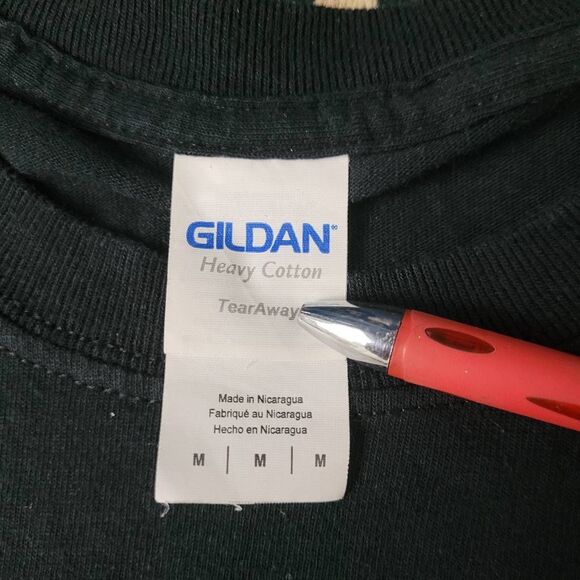 GILDAN®
Heavy Cotton
TearAway
Made in Nicaragua
Fabriqué au Nicaragua
Hecho en Nicaragua
M | M | M